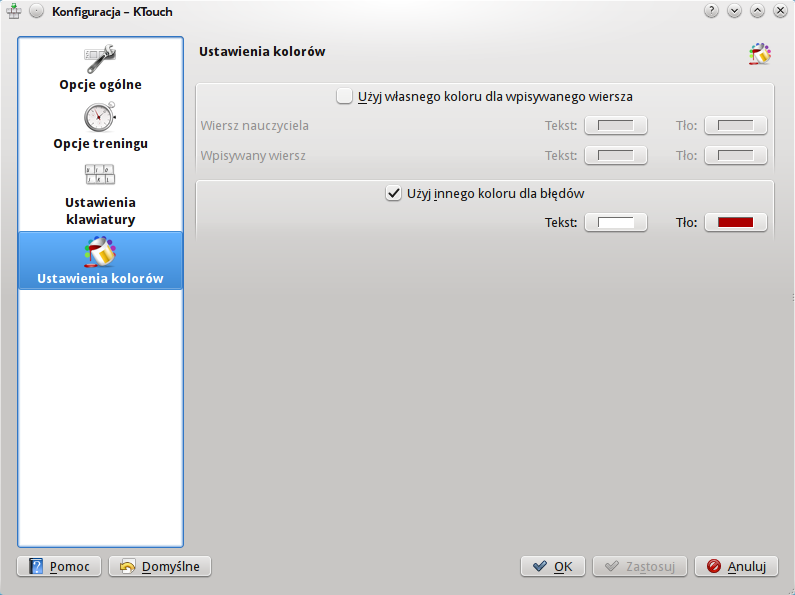 Konfiguracja – KTouch
Opcje ogólne
Opcje treningu
Ustawienia
klawiatury
Ustawienia kolorów
Ustawienia kolorów
Użyj własnego koloru dla wpisywanego wiersza
Wiersz nauczyciela Tekst: Tło:
Wpisywany wiersz Tekst: Tło:
Użyj innego koloru dla błędów
Tekst: Tło:
Pomoc Domyślne OK Zastosuj Anuluj